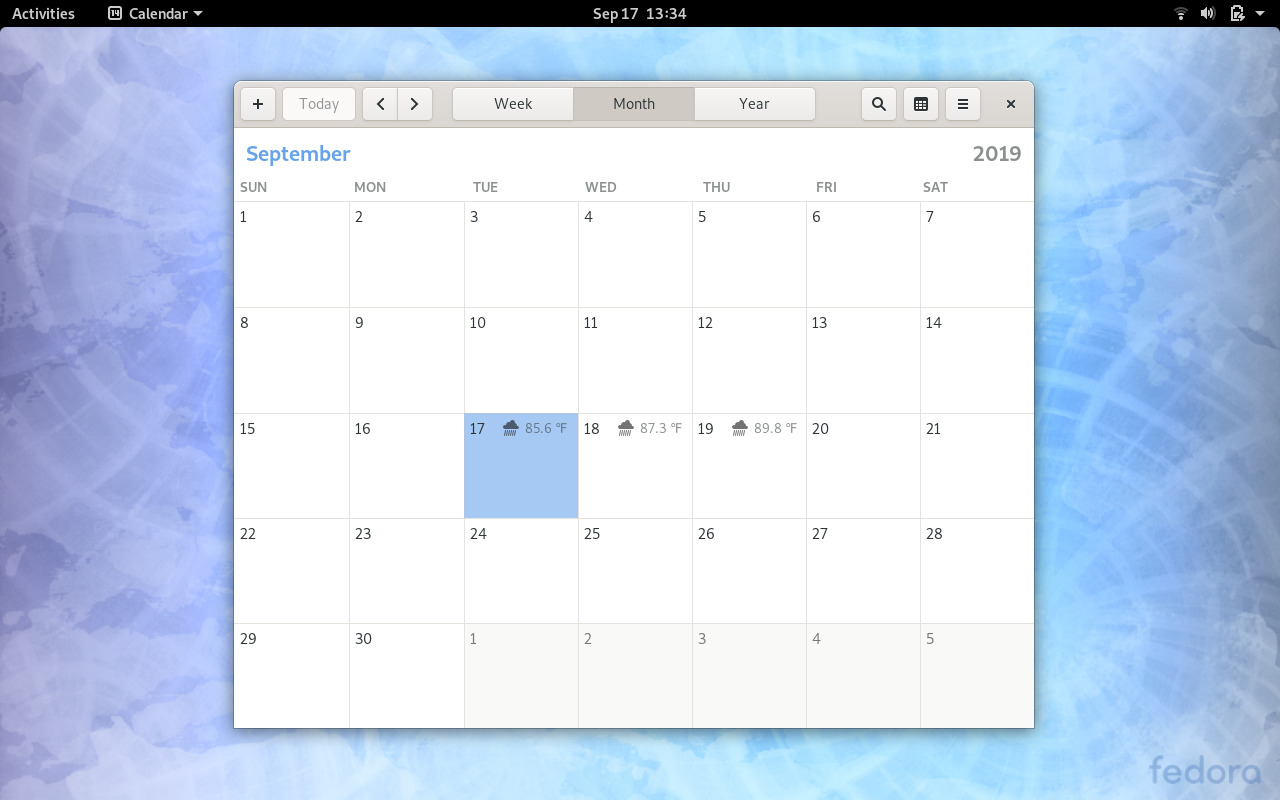 Activities Calendar Sep 17 13:34
Today Week Month Year
September 2019
SUN MON TUE WED THU FRI SAT
1 2 3 4 5 6 7
8 9 10 11 12 13 14
15 16 17 85.6 °F 18 87.3 °F 19 89.8 °F 20 21
22 23 24 25 26 27 28
29 30 1 2 3 4 5
fedora